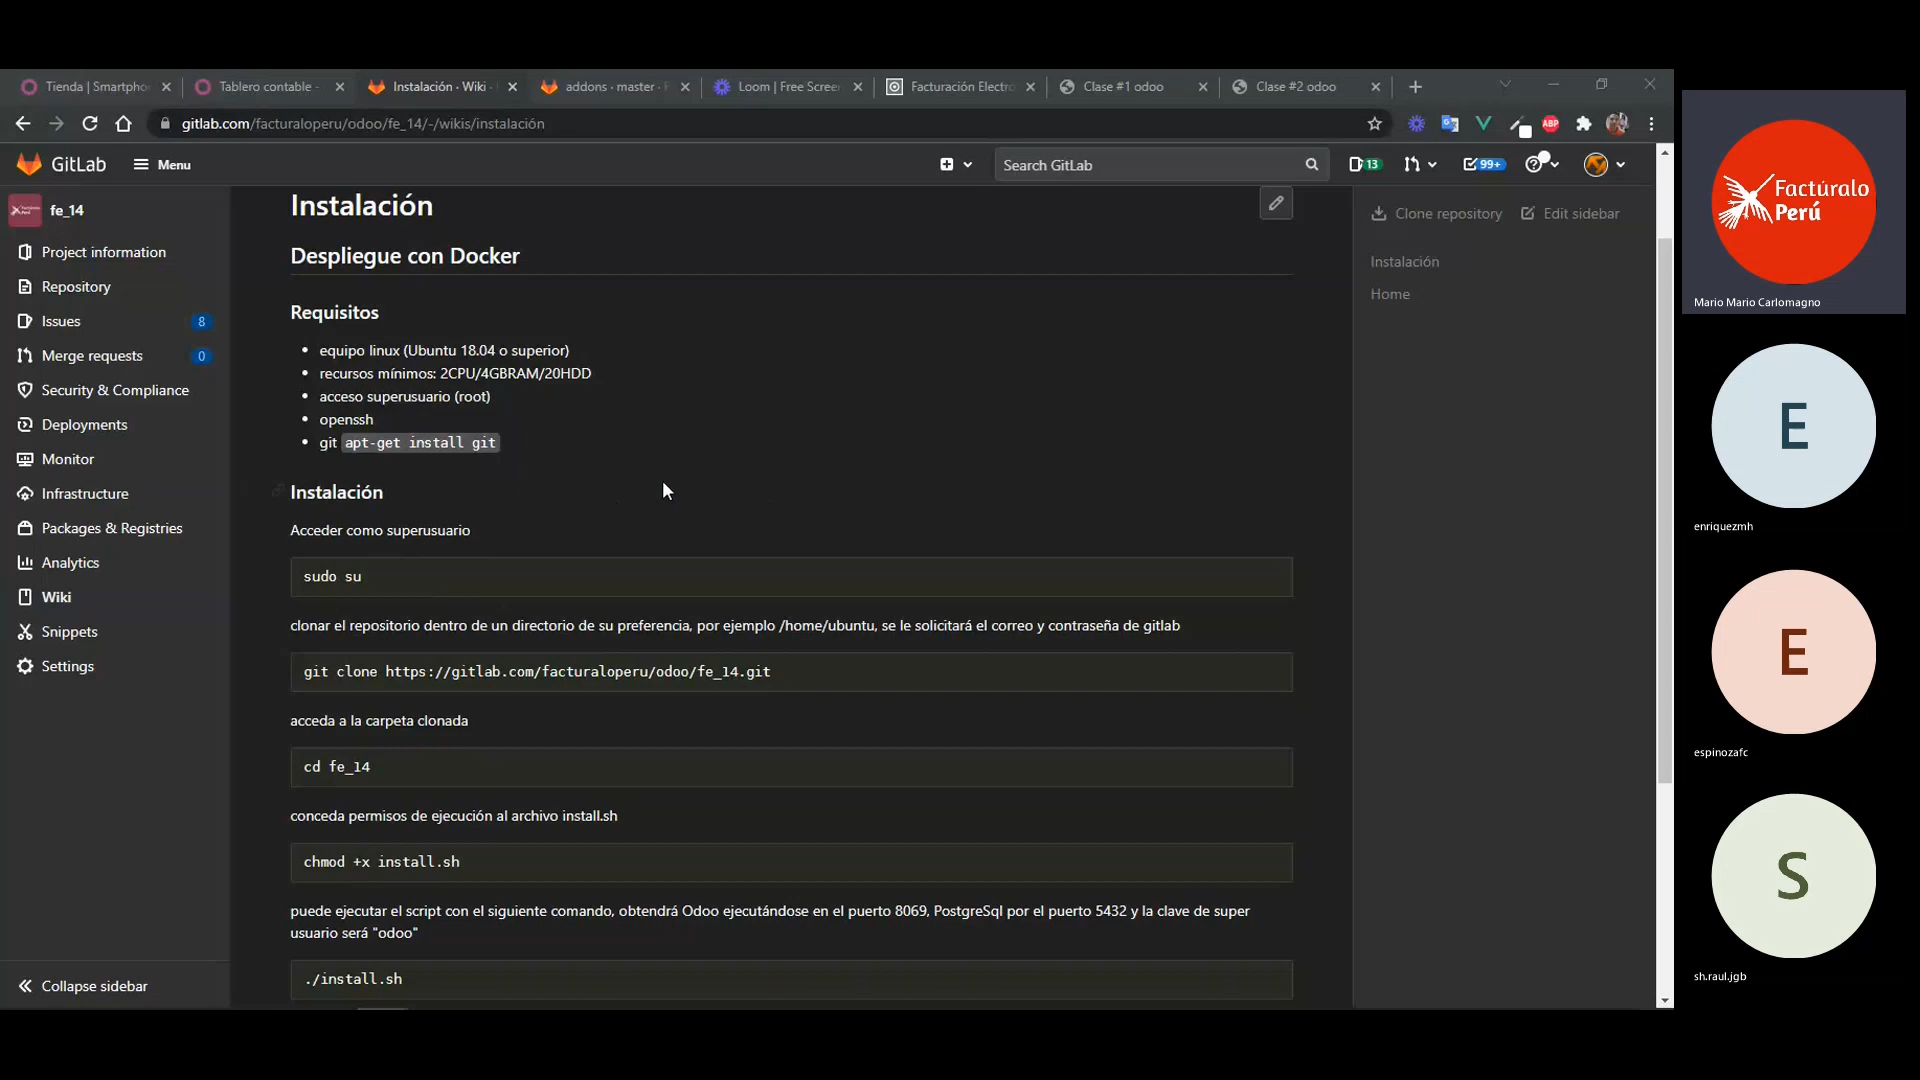 Tienda | Smartpho
Tablero contable -
Instalación · Wiki ·
addons · master · F
Loom | Free Scree
Facturación Electró
Clase #1 odoo
Clase #2 odoo
gitlab.com/facturaloperu/odoo/fe_14/-/wikis/instalación
ABP
GitLab
Menu
Search GitLab
13
99+
fe_14
Project information
Repository
Issues
8
Merge requests
0
Security & Compliance
Deployments
Monitor
Infrastructure
Packages & Registries
Analytics
Wiki
Snippets
Settings
Collapse sidebar
Instalación
Despliegue con Docker
Requisitos
equipo linux (Ubuntu 18.04 o superior)
recursos mínimos: 2CPU/4GBRAM/20HDD
acceso superusuario (root)
openssh
git apt-get install git
Instalación
Acceder como superusuario
sudo su
clonar el repositorio dentro de un directorio de su preferencia, por ejemplo /home/ubuntu, se le solicitará el correo y contraseña de gitlab
git clone https://gitlab.com/facturaloperu/odoo/fe_14.git
acceda a la carpeta clonada
cd fe_14
conceda permisos de ejecución al archivo install.sh
chmod +x install.sh
puede ejecutar el script con el siguiente comando, obtendrá Odoo ejecutándose en el puerto 8069, PostgreSql por el puerto 5432 y la clave de super
usuario será "odoo"
./install.sh
Clone repository
Edit sidebar
Instalación
Home
Factúralo
Perú
Mario Mario Carlomagno
E
enriquezmh
E
espinozafc
S
sh.raul.jgb